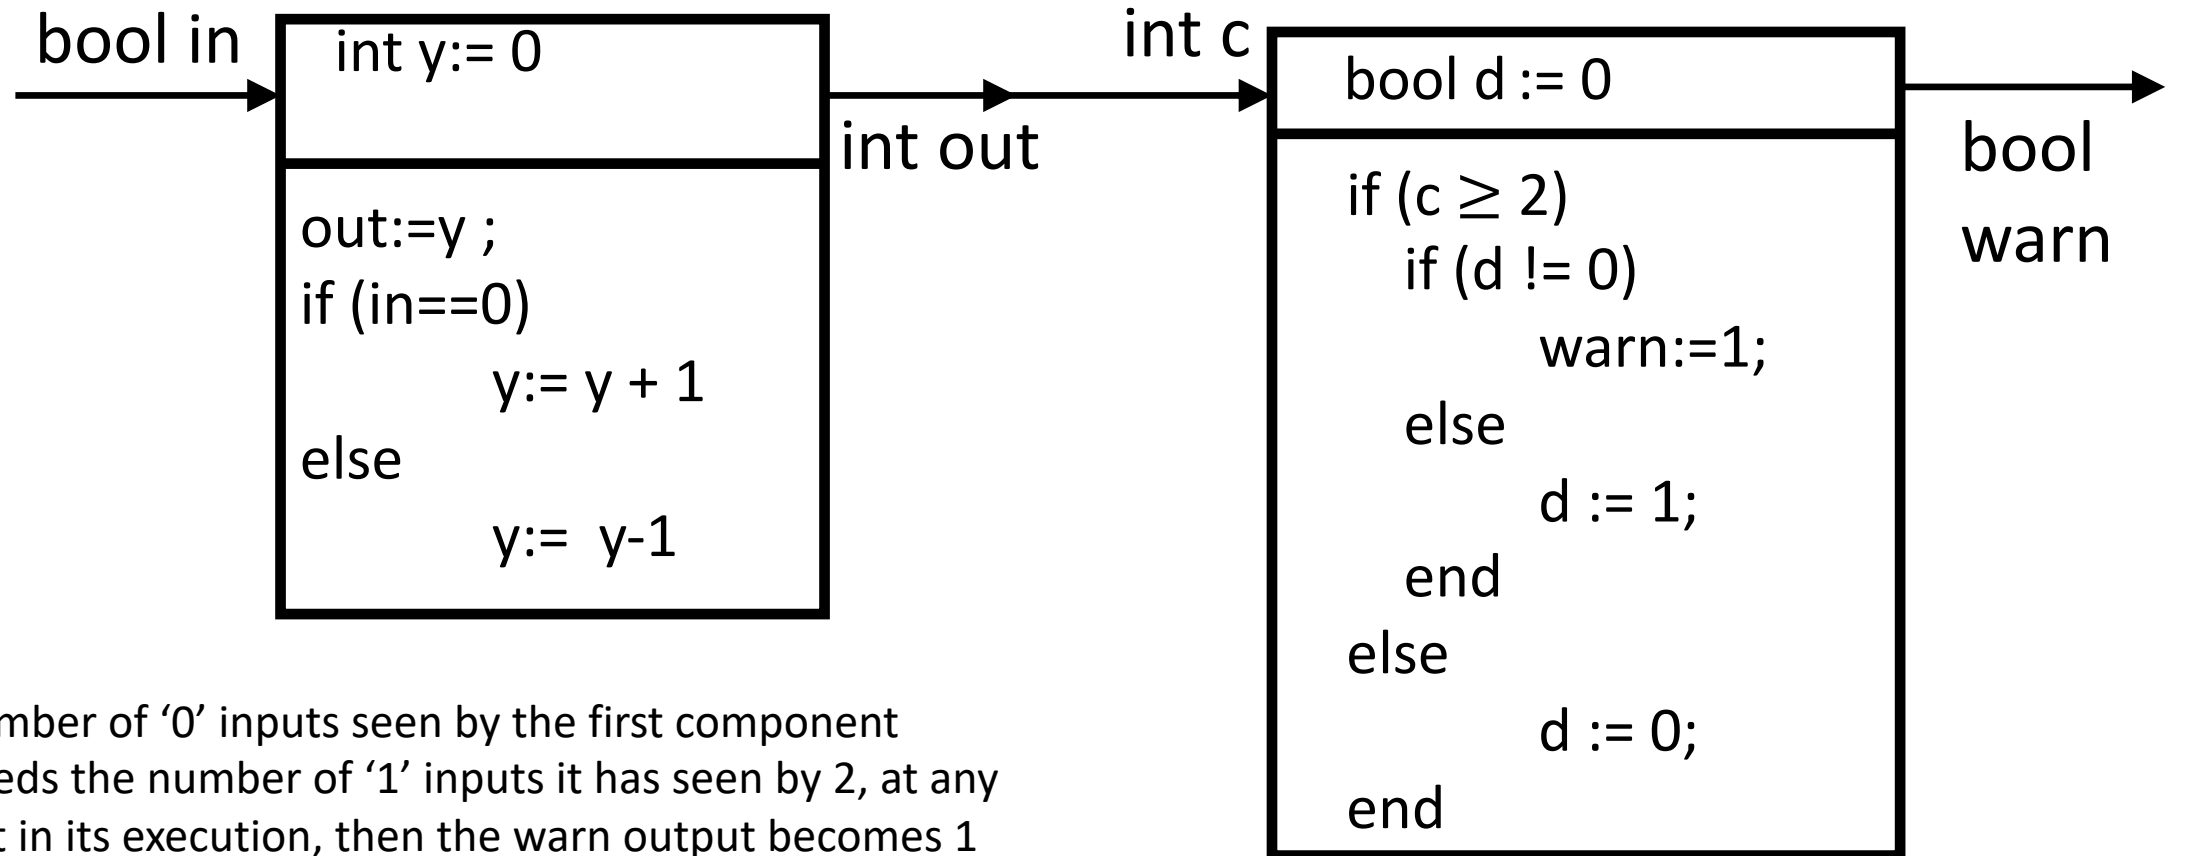 bool in
int y:= 0
out:=y ;
if (in==0)
y:= y + 1
else
y:= y-1
int out
int c
bool d := 0
if (c ≥ 2)
if (d != 0)
warn:=1;
else
d := 1;
end
else
d := 0;
end
bool
warn
of ‘0’ inputs seen by the first component
the number of ‘1’ inputs it has seen by 2, at any
in its execution, then the warn output becomes 1